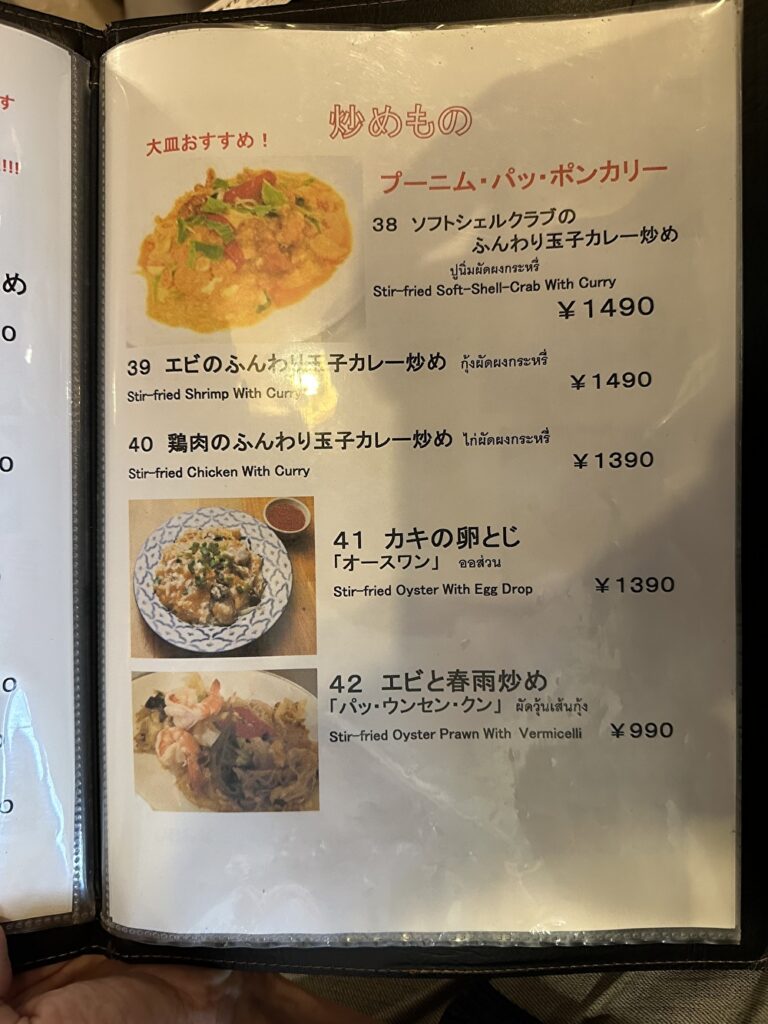 す
!!!
め
0
0
0
炒めもの
大皿おすすめ！
プーニム・パッ・ポンカリー
38 ソフトシェルクラブの
ふんわり玉子カレー炒め
ปูนิ่มผัดผงกระหรี่
Stir-fried Soft-Shell-Crab With Curry
￥1490
39 エビのふんわり玉子カレー炒め กุ้งผัดผงกระหรี่
Stir-fried Shrimp With Curry
￥1490
40 鶏肉のふんわり玉子カレー炒め ไก่ผัดผงกระหรี่
Stir-fried Chicken With Curry
￥1390
41 カキの卵とじ
「オースワン」 ออส่วน
Stir-fried Oyster With Egg Drop ￥1390
42 エビと春雨炒め
「パッ・ウンセン・クン」 ผัดวุ้นเส้นกุ้ง
Stir-fried Oyster Prawn With Vermicelli ￥990